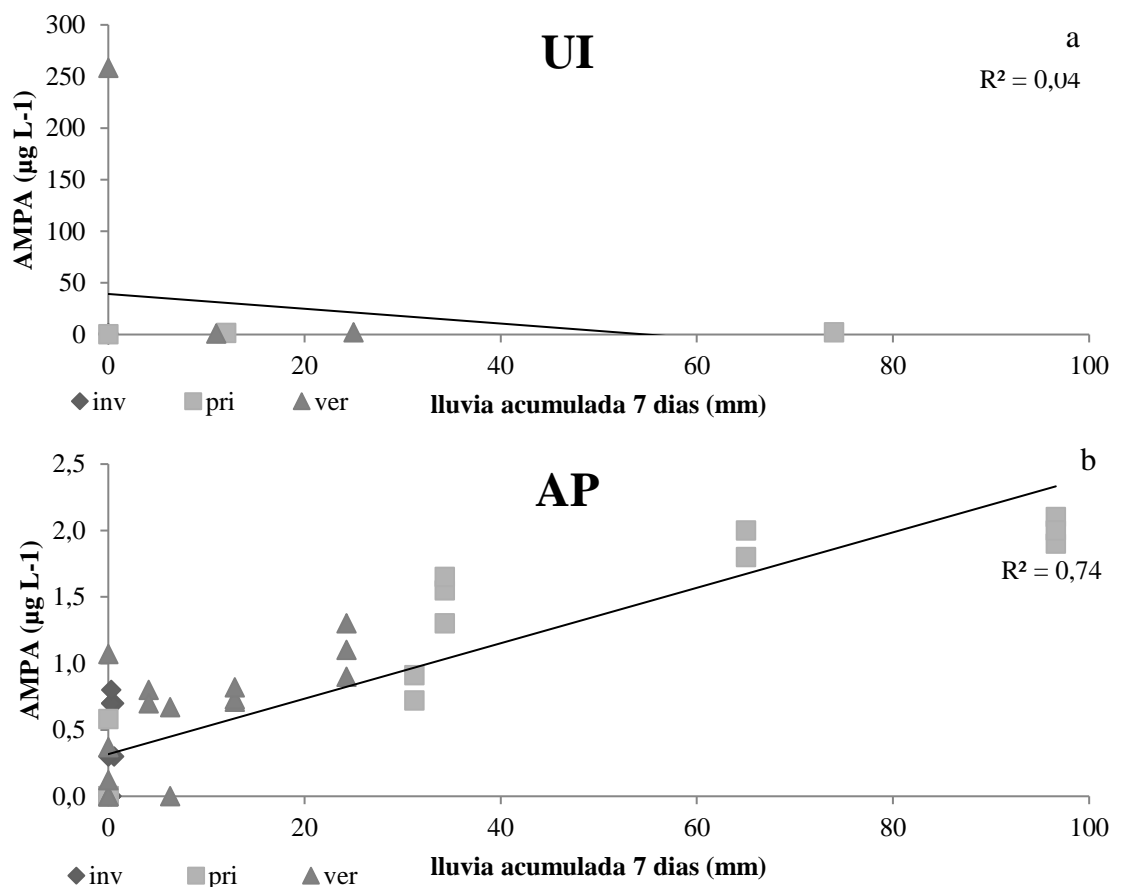 UI
a
R² = 0,04
300
250
200
150
100
50
0
AMPA (µg L-1)
0 20 40 60 80 100
inv pri ver
lluvia acumulada 7 dias (mm)
AP
b
R² = 0,74
2,5
2,0
1,5
1,0
0,5
0,0
AMPA (µg L-1)
0 20 40 60 80 100
lluvia acumulada 7 dias (mm)
inv pri ver